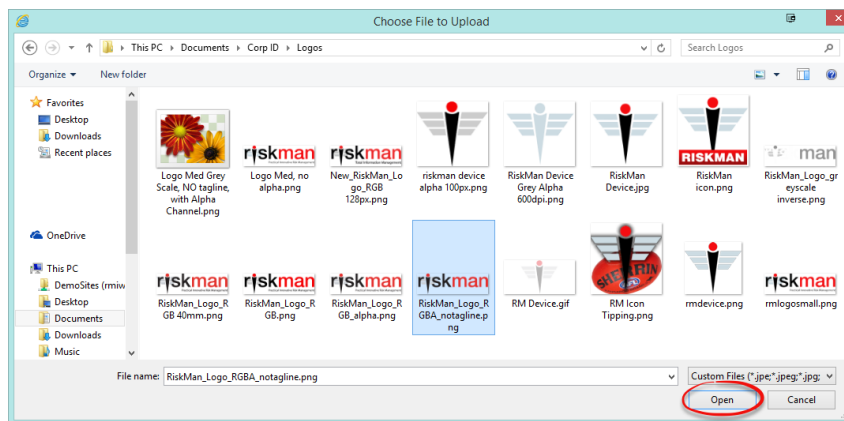 Choose File to Upload
This PC
Documents
Corp ID
Logos
Search Logos
Organize
New folder
Favorites
Desktop
Downloads
Recent places
OneDrive
This PC
DemoSites (rmiw
Desktop
Documents
Downloads
Music
Logo Med Grey
Scale, NO tagline,
with Alpha
Channel.png
riskman
Logo Med, no
alpha.png
riskman
New_RiskMan_Lo
go_RGB
128px.png
riskman device
alpha 100px.png
RiskMan Device
Grey Alpha
600dpi.png
RiskMan
Device.jpg
RISKMAN
RiskMan
icon.png
man
RiskMan_Logo_gr
eyscale
inverse.png
riskman
RiskMan_Logo_R
GB 40mm.png
riskman
RiskMan_Logo_R
GB.png
riskman
RiskMan_Logo_R
GB_alpha.png
riskman
RiskMan_Logo_R
GBA_notagline.p
ng
RM Device.gif
SHERRIN
RM Icon
Tipping.png
rmdevice.png
riskman
rmlogosmall.png
File name:
RiskMan_Logo_RGBA_notagline.png
Custom Files (*.jpe;*.jpeg;*.jpg;
Open
Cancel